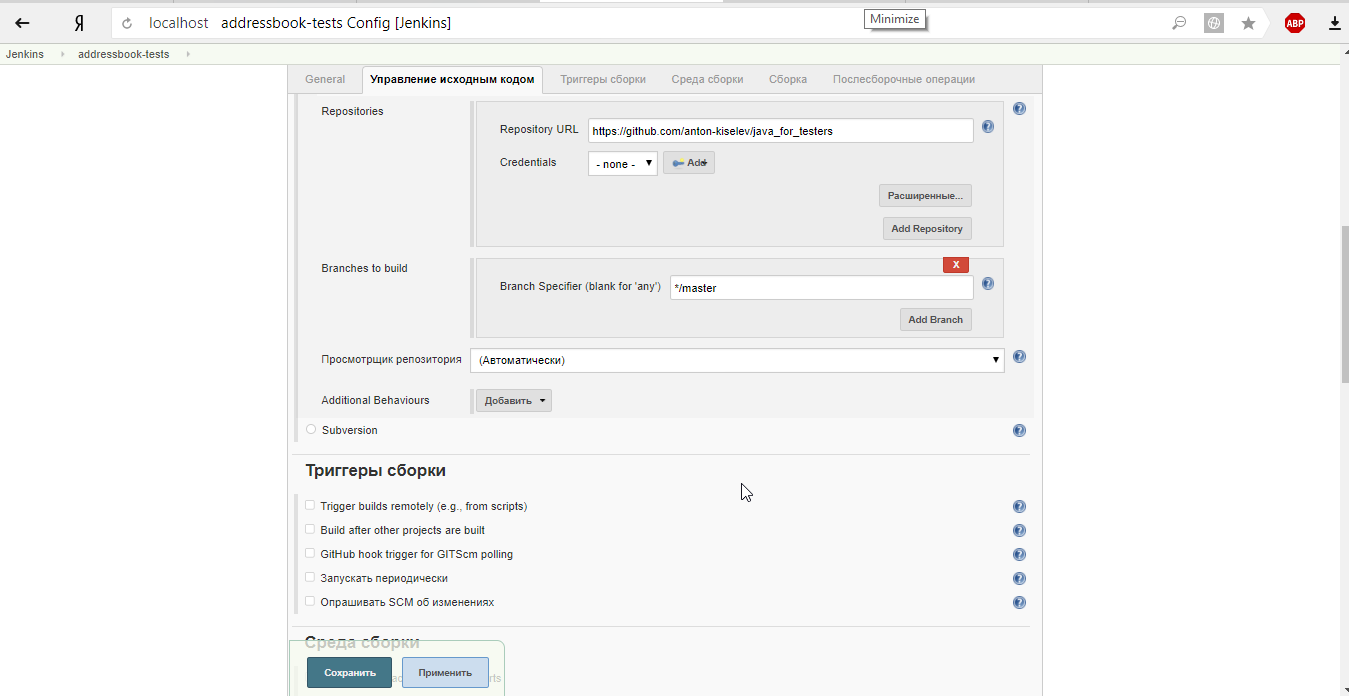 Я localhost addressbook-tests Config [Jenkins] Minimize ABP
Jenkins addressbook-tests
General Управление исходным кодом Триггеры сборки Среда сборки Сборка Послесборочные операции
Repositories
Repository URL https://github.com/anton-kiselev/java_for_testers
Credentials - none - Add
Расширенные...
Add Repository
Branches to build
X
Branch Specifier (blank for 'any') */master
Add Branch
Просмотрщик репозитория (Автоматически)
Additional Behaviours Добавить
Subversion
Триггеры сборки
Trigger builds remotely (e.g., from scripts)
Build after other projects are built
GitHub hook trigger for GITScm polling
Запускать периодически
Опрашивать SCM об изменениях
Среда сборки
Сохранить Применить